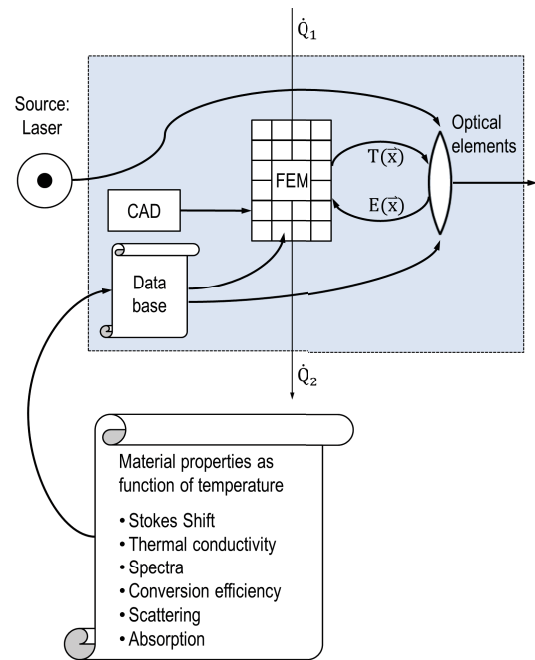 Q̇₁
Source:
Laser
Optical
elements
T(x⃗)
FEM
E(x⃗)
CAD
Data
base
Q̇₂
Material properties as
function of temperature
• Stokes Shift
• Thermal conductivity
• Spectra
• Conversion efficiency
• Scattering
• Absorption